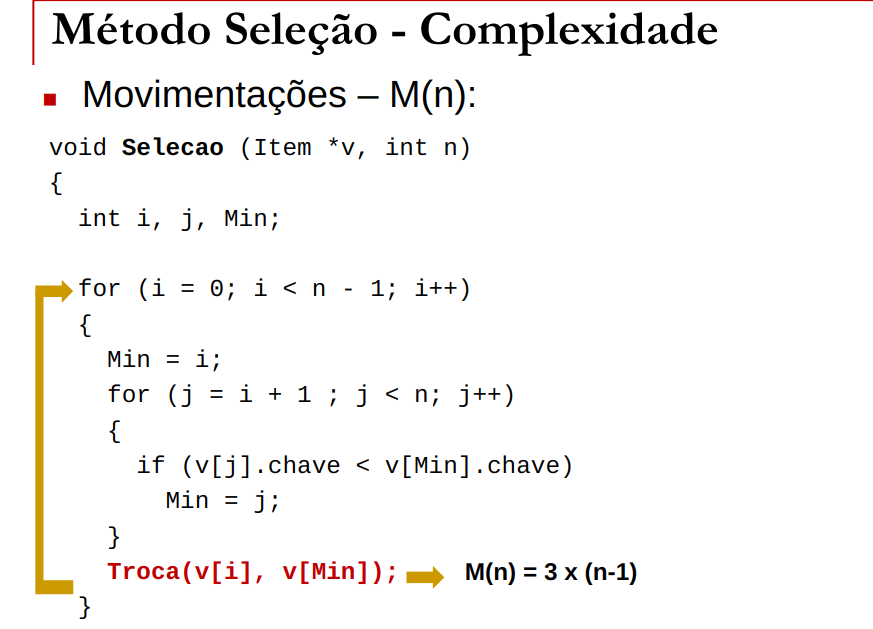 Método Seleção - Complexidade
Movimentações – M(n):
void Selecao (Item *v, int n)
{
int i, j, Min;
for (i = 0; i < n - 1; i++)
{
Min = i;
for (j = i + 1 ; j < n; j++)
{
if (v[j].chave < v[Min].chave)
Min = j;
}
Troca(v[i], v[Min]); M(n) = 3 x (n-1)
}